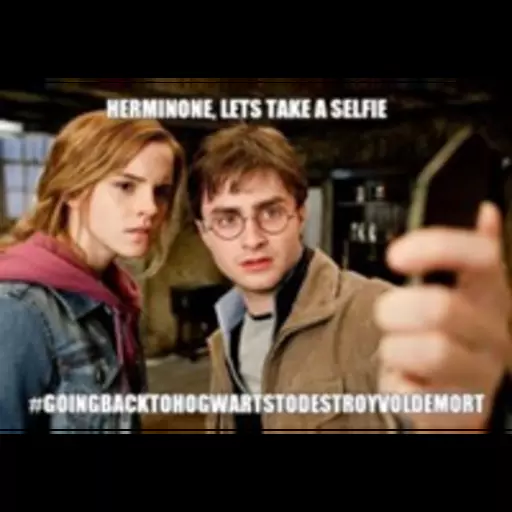 HERMINONE, LETS TAKE A SELFIE
#GOINGBACKTOHOGWARTSTODESTROYVOLDEMORT